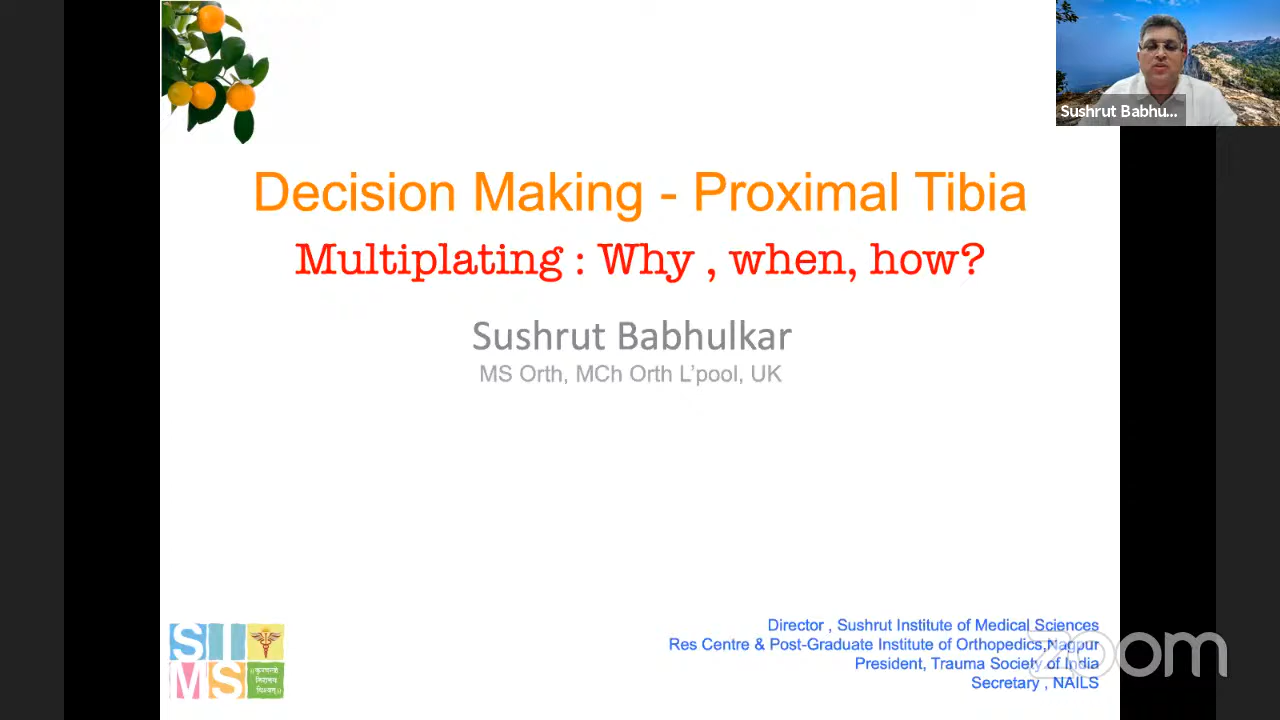 Sushrut Babhu...
Decision Making - Proximal Tibia
Multiplating : Why , when, how?
Sushrut Babhulkar
MS Orth, MCh Orth L’pool, UK
Director , Sushrut Institute of Medical Sciences
Res Centre & Post-Graduate Institute of Orthopedics,Nagpur
President, Trauma Society of India
Secretary , NAILS
zoom
SI
MS